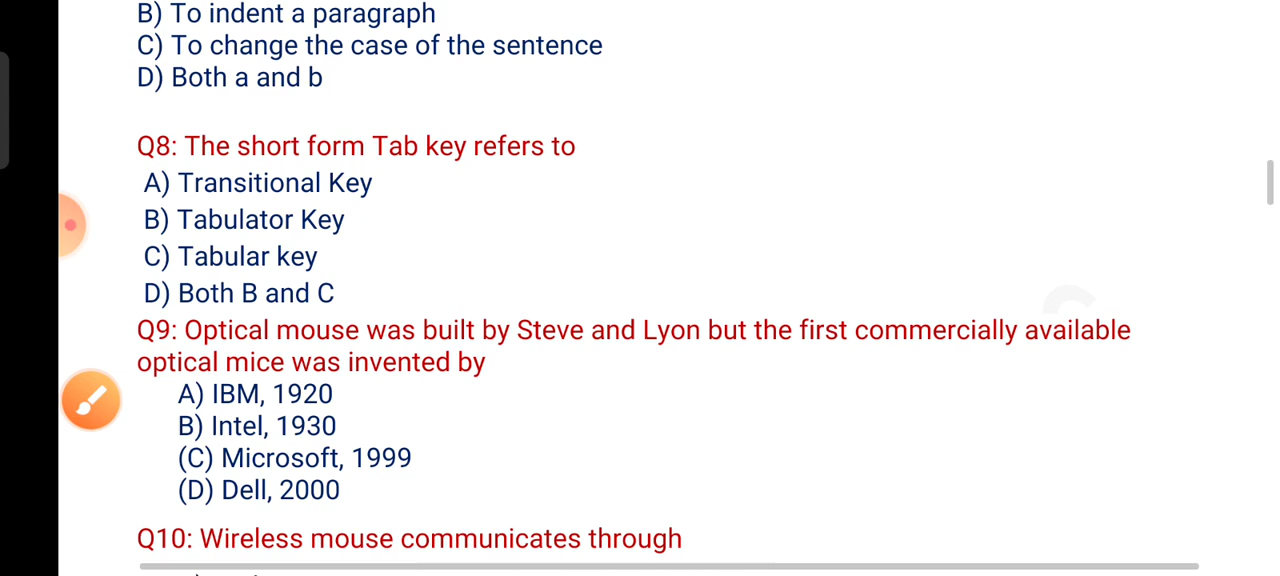 B) To indent a paragraph
C) To change the case of the sentence
D) Both a and b
Q8: The short form Tab key refers to
A) Transitional Key
B) Tabulator Key
C) Tabular key
D) Both B and C
Q9: Optical mouse was built by Steve and Lyon but the first commercially available
optical mice was invented by
A) IBM, 1920
B) Intel, 1930
(C) Microsoft, 1999
(D) Dell, 2000
Q10: Wireless mouse communicates through